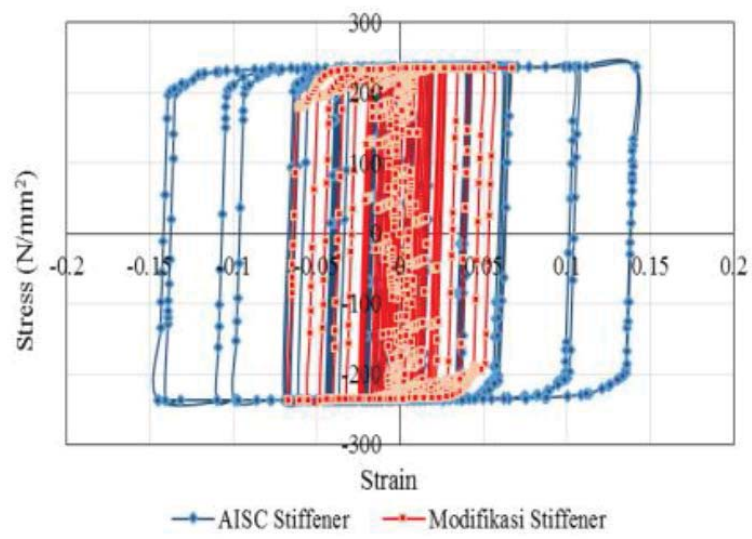 300
200
100
0
-0.2 -0.15 -0.1 -0.05 0 0.05 0.1 0.15 0.2
-100
-200
-300
Stress (N/mm²)
Strain
AISC Stiffener Modifikasi Stiffener